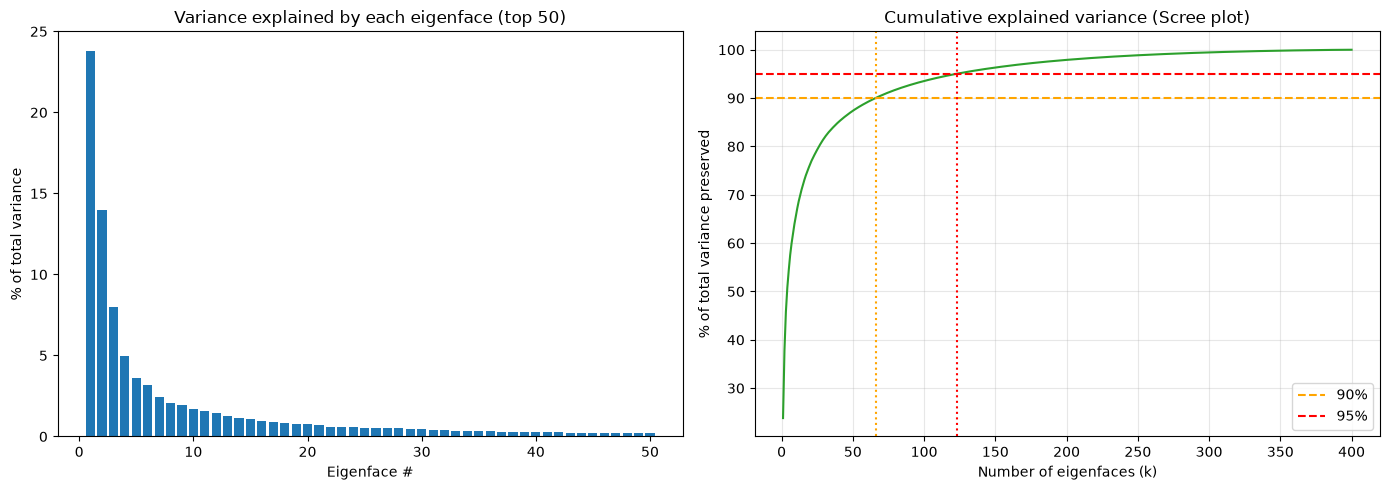 Variance explained by each eigenface (top 50)
% of total variance
25
20
15
10
5
0
0 10 20 30 40 50
Eigenface #
Cumulative explained variance (Scree plot)
% of total variance preserved
100
90
80
70
60
50
40
30
90%
95%
0 50 100 150 200 250 300 350 400
Number of eigenfaces (k)